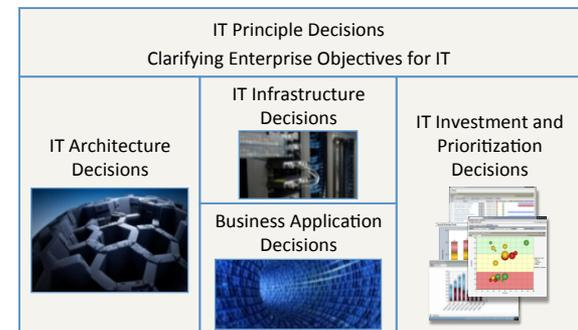 IT Principle Decisions
Clarifying Enterprise Objectives for IT
IT Architecture
Decisions
IT Infrastructure
Decisions
Business Application
Decisions
IT Investment and
Prioritization
Decisions